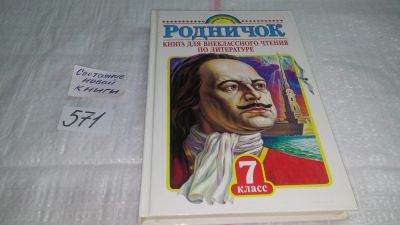 РОДНИЧОК
КНИГА ДЛЯ ВНЕКЛАССНОГО ЧТЕНИЯ
ПО ЛИТЕРАТУРЕ
7
класс
Состояние
новой
книги
571